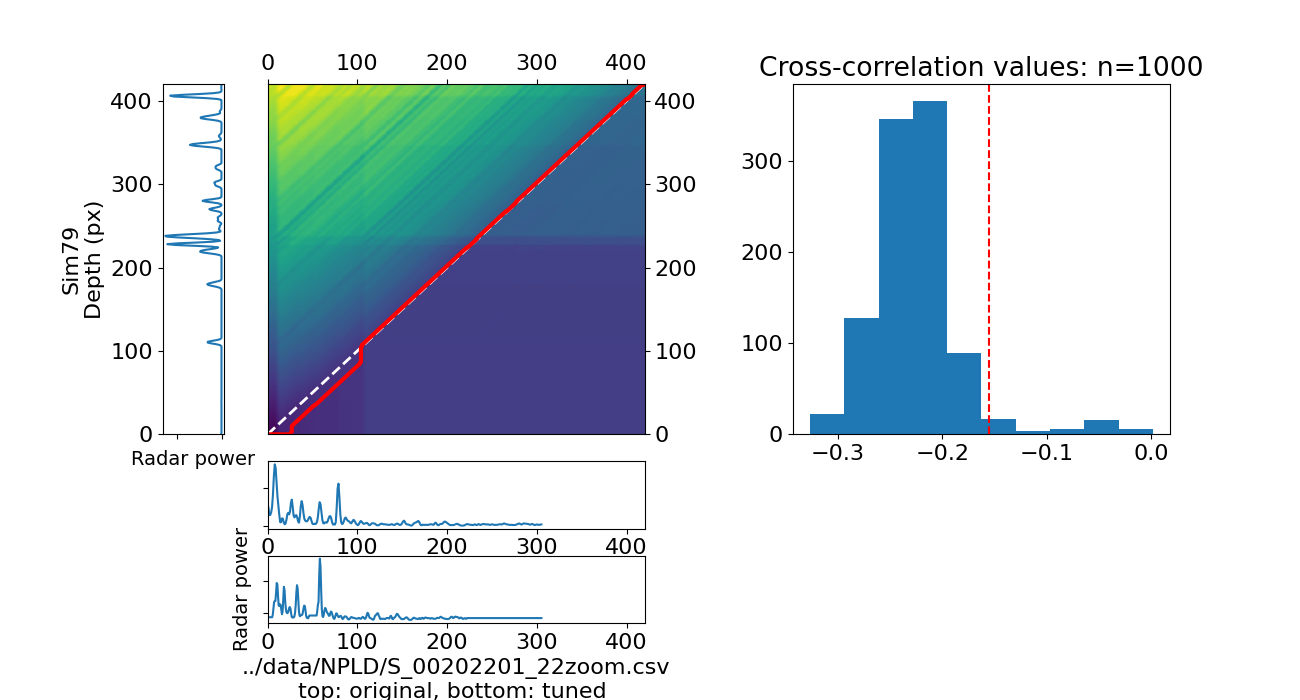 0 100 200 300 400
Cross-correlation values: n=1000
400
300
200
100
0
Sim79
Depth (px)
Radar power
400
300
200
100
0
300
200
100
0
−0.3 −0.2 −0.1 0.0
0 100 200 300 400
Radar power
0 100 200 300 400
../data/NPLD/S_00202201_22zoom.csv
top: original, bottom: tuned